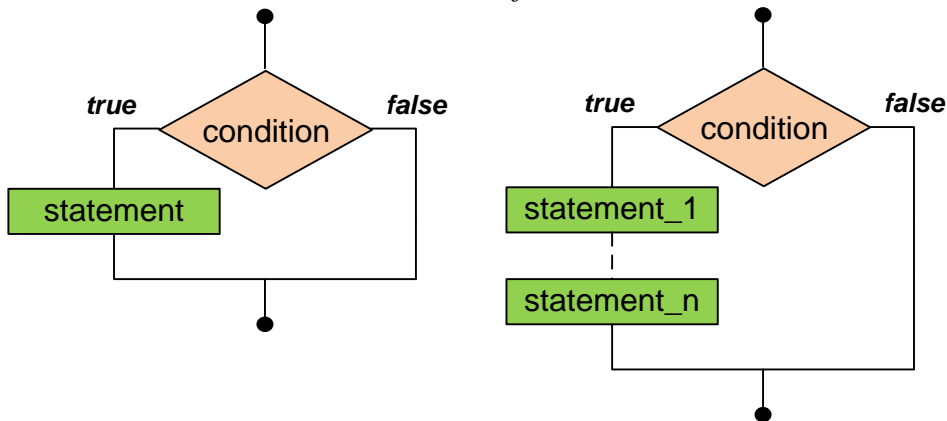 true
false
condition
statement
true
false
condition
statement_1
statement_n